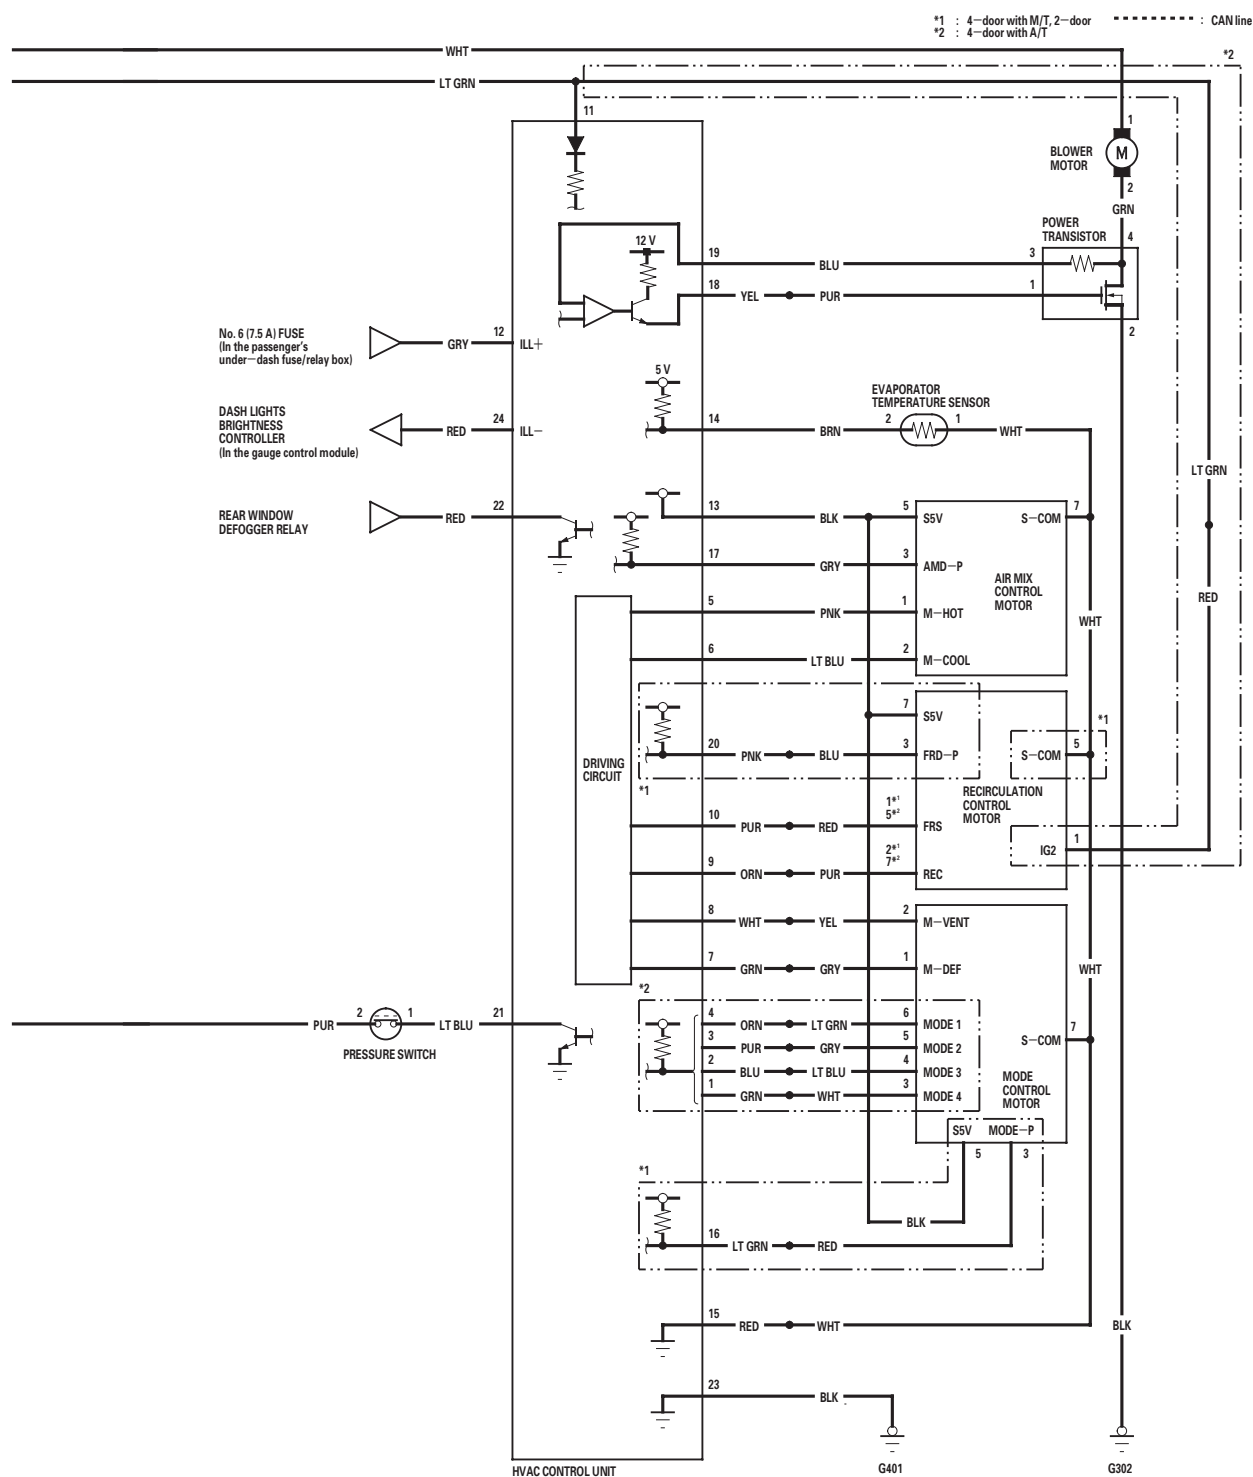 *1 : 4−door with M/T, 2−door
: CAN line
*2 : 4−door with A/T
*2
WHT
LT GRN
11
1
BLOWER
MOTOR
M
2
GRN
POWER
TRANSISTOR
4
12 V
19
BLU
3
18
YEL
PUR
1
2
No. 6 (7.5 A) FUSE
(In the passenger's
under−dash fuse/relay box)
GRY
12
ILL+
5 V
EVAPORATOR
TEMPERATURE SENSOR
DASH LIGHTS
BRIGHTNESS
CONTROLLER
(In the gauge control module)
RED
24
ILL−
14
BRN
2
1
WHT
LT GRN
REAR WINDOW
DEFOGGER RELAY
RED
22
13
BLK
5
S5V
S−COM
7
17
GRY
3
AMD−P
AIR MIX
CONTROL
MOTOR
5
PNK
1
M−HOT
RED
WHT
6
LT BLU
2
M−COOL
7
S5V
*1
20
PNK
BLU
3
FRD−P
S−COM
5
DRIVING
CIRCUIT
*1
RECIRCULATION
CONTROL
MOTOR
10
PUR
RED
1*1
5*2
FRS
1
IG2
9
ORN
PUR
2*1
7*2
REC
8
WHT
YEL
2
M−VENT
7
GRN
GRY
1
M−DEF
WHT
*2
PUR
2
1
LT BLU
21
PRESSURE SWITCH
4
ORN
LT GRN
6
MODE 1
3
PUR
GRY
5
MODE 2
S−COM
7
2
BLU
LT BLU
4
MODE 3
1
GRN
WHT
3
MODE 4
MODE
CONTROL
MOTOR
S5V
MODE−P
5
3
*1
BLK
16
LT GRN
RED
15
RED
WHT
BLK
23
BLK
HVAC CONTROL UNIT
G401
G302